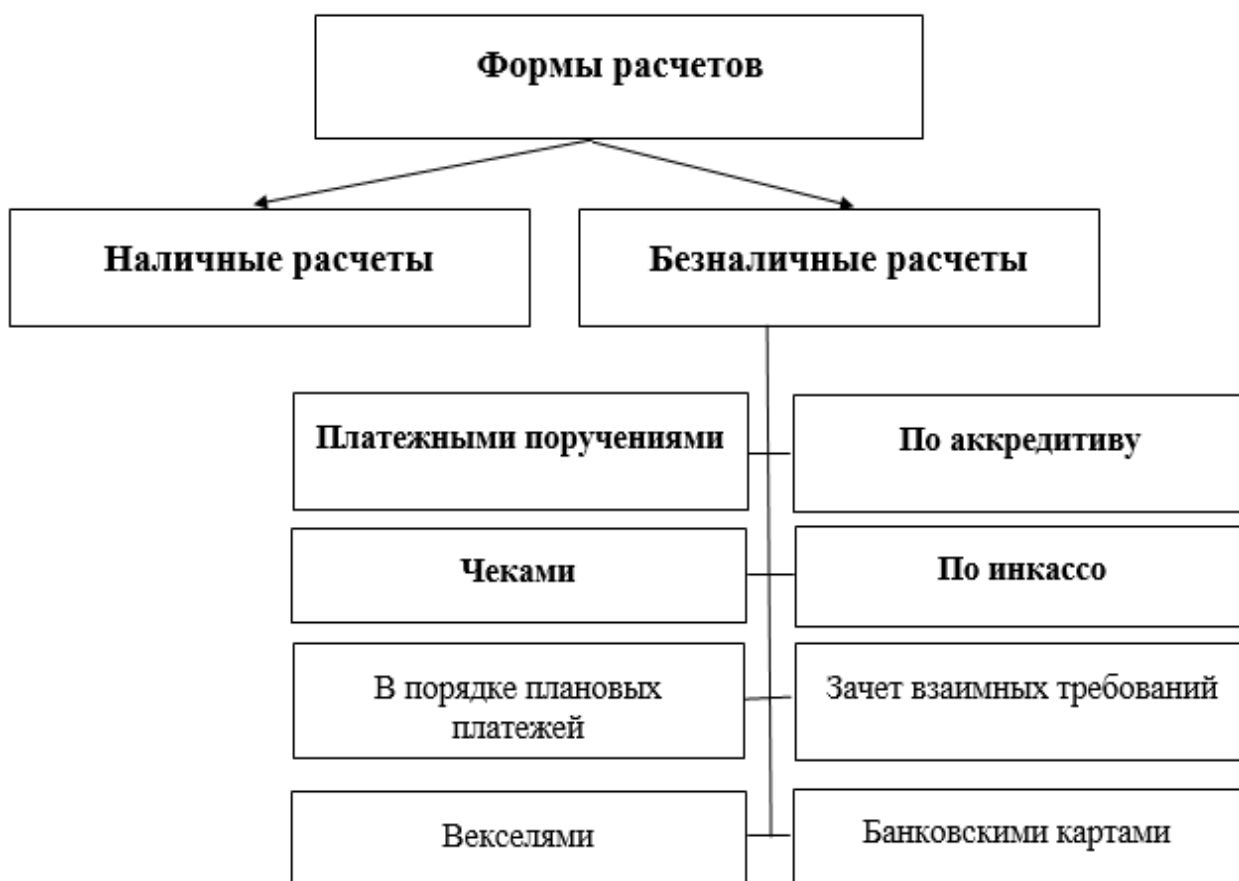 Формы расчетов
Наличные расчеты
Безналичные расчеты
Платежными поручениями
По аккредитиву
Чеками
По инкассо
В порядке плановых
платежей
Зачет взаимных требований
Векселями
Банковскими картами